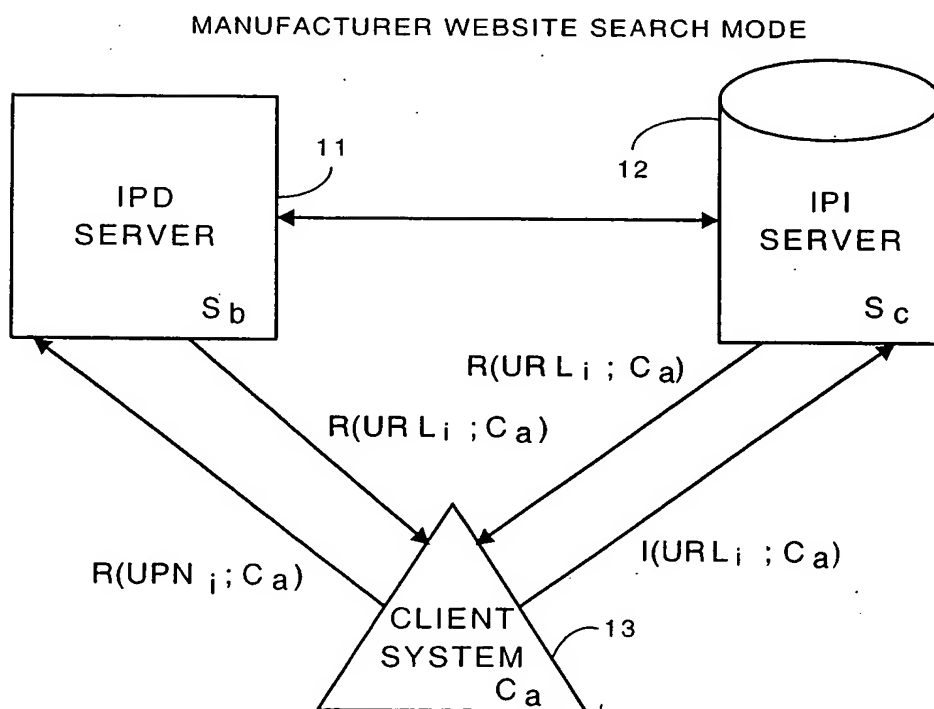 MANUFACTURER WEBSITE SEARCH MODE
11
12
IPD
SERVER
Sb
IPI
SERVER
Sc
R(URLi ; Ca)
R(URLi ; Ca)
R(UPNi ; Ca)
I(URLi ; Ca)
CLIENT
SYSTEM
Ca
13